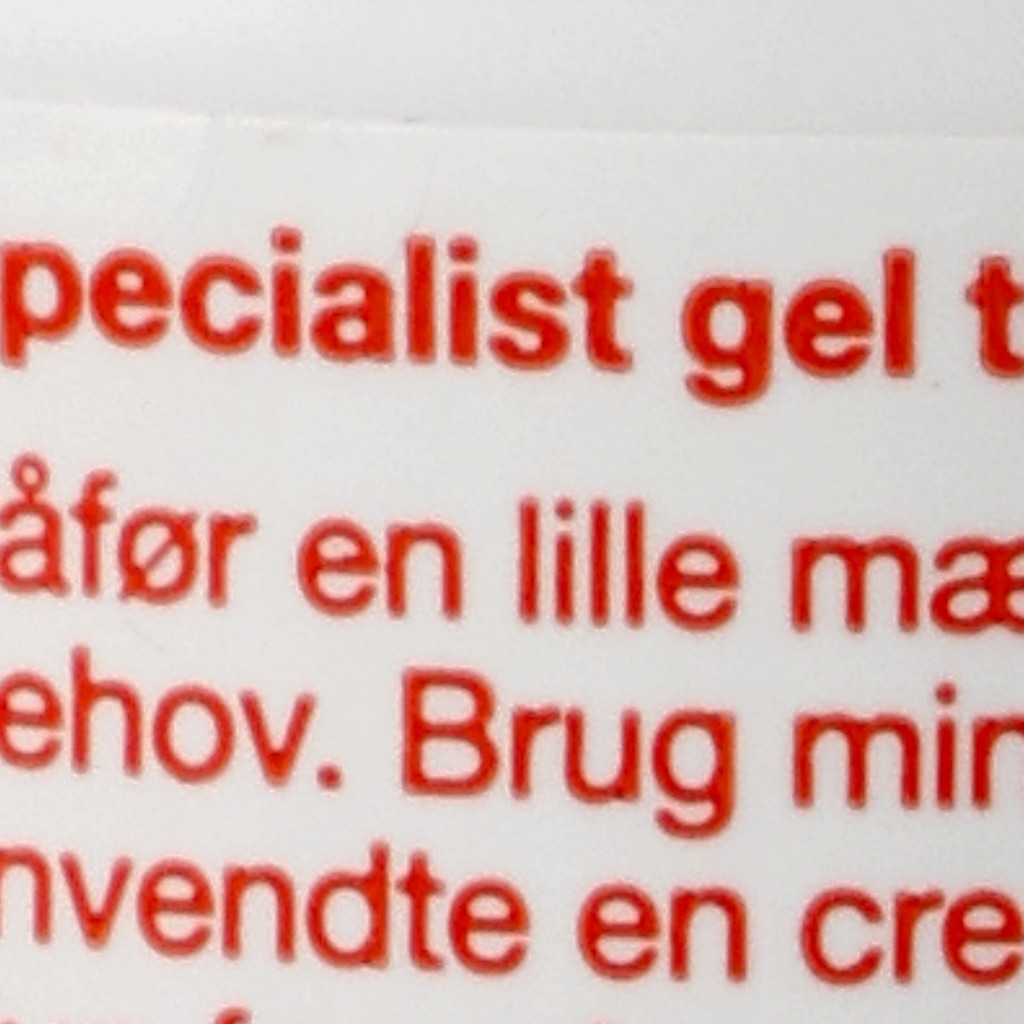 pecialist gel t
åfør en lille mæ
ehov. Brug min
nvendte en cre